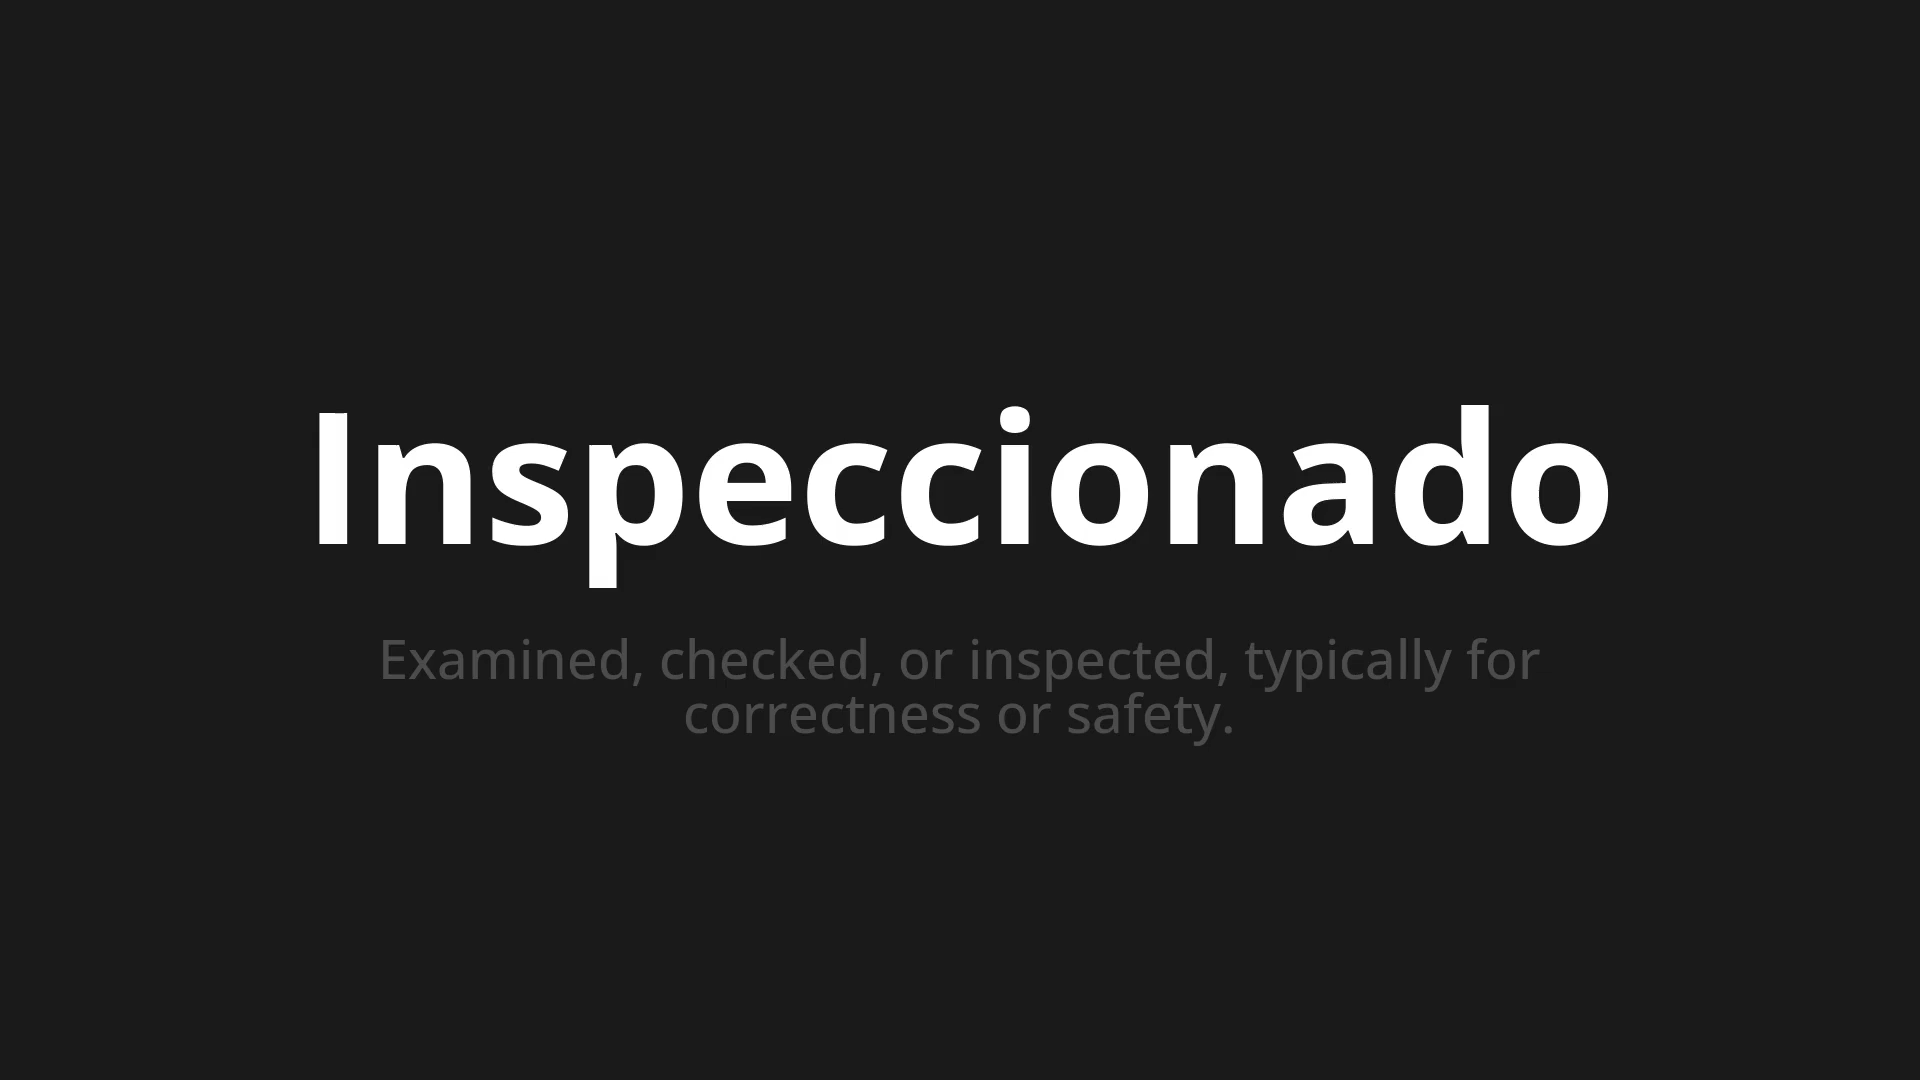 Inspeccionado
Examined, checked, or inspected, typically for
correctness or safety.